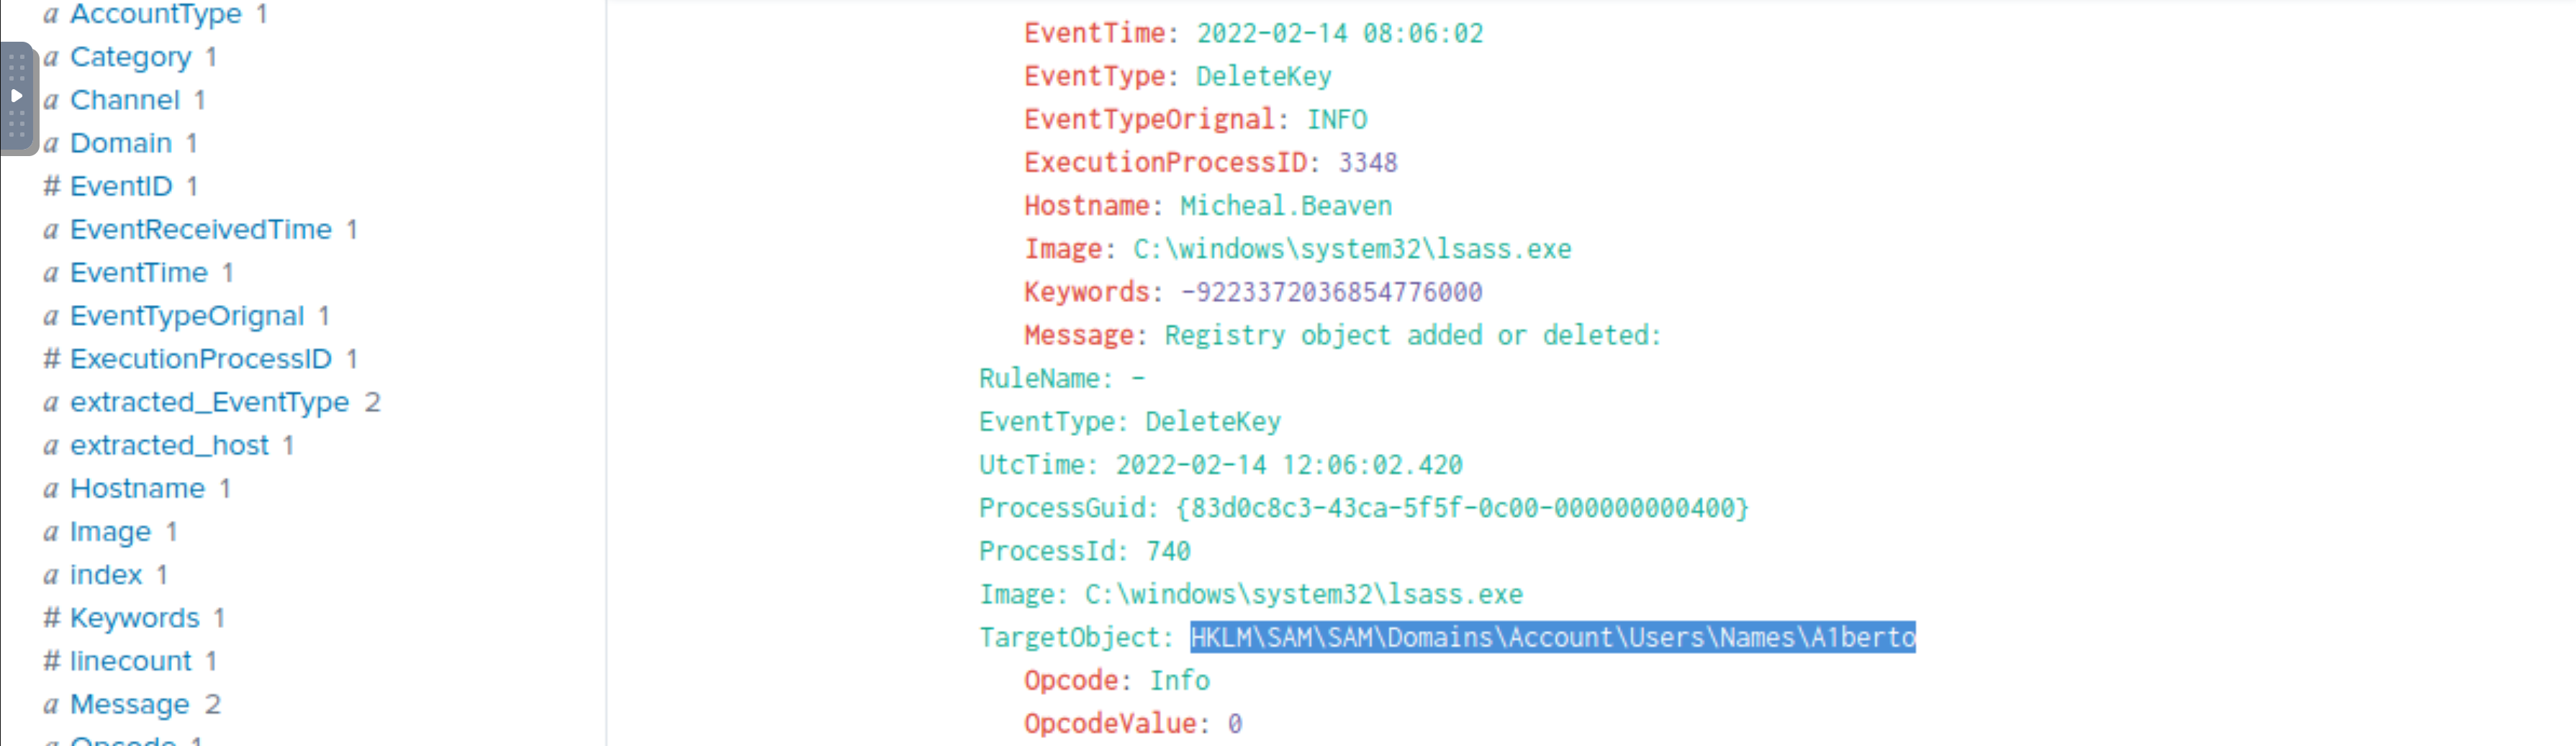 a AccountType 1
a Category 1
a Channel 1
a Domain 1
# EventID 1
a EventReceivedTime 1
a EventTime 1
a EventTypeOrignal 1
# ExecutionProcessID 1
a extracted_EventType 2
a extracted_host 1
a Hostname 1
a Image 1
a index 1
# Keywords 1
# linecount 1
a Message 2
a Opcode 1
EventTime: 2022-02-14 08:06:02
EventType: DeleteKey
EventTypeOrignal: INFO
ExecutionProcessID: 3348
Hostname: Micheal.Beaven
Image: C:\windows\system32\lsass.exe
Keywords: -9223372036854776000
Message: Registry object added or deleted:
RuleName: -
EventType: DeleteKey
UtcTime: 2022-02-14 12:06:02.420
ProcessGuid: {83d0c8c3-43ca-5f5f-0c00-000000000400}
ProcessId: 740
Image: C:\windows\system32\lsass.exe
TargetObject: HKLM\SAM\SAM\Domains\Account\Users\Names\A1berto
Opcode: Info
OpcodeValue: 0